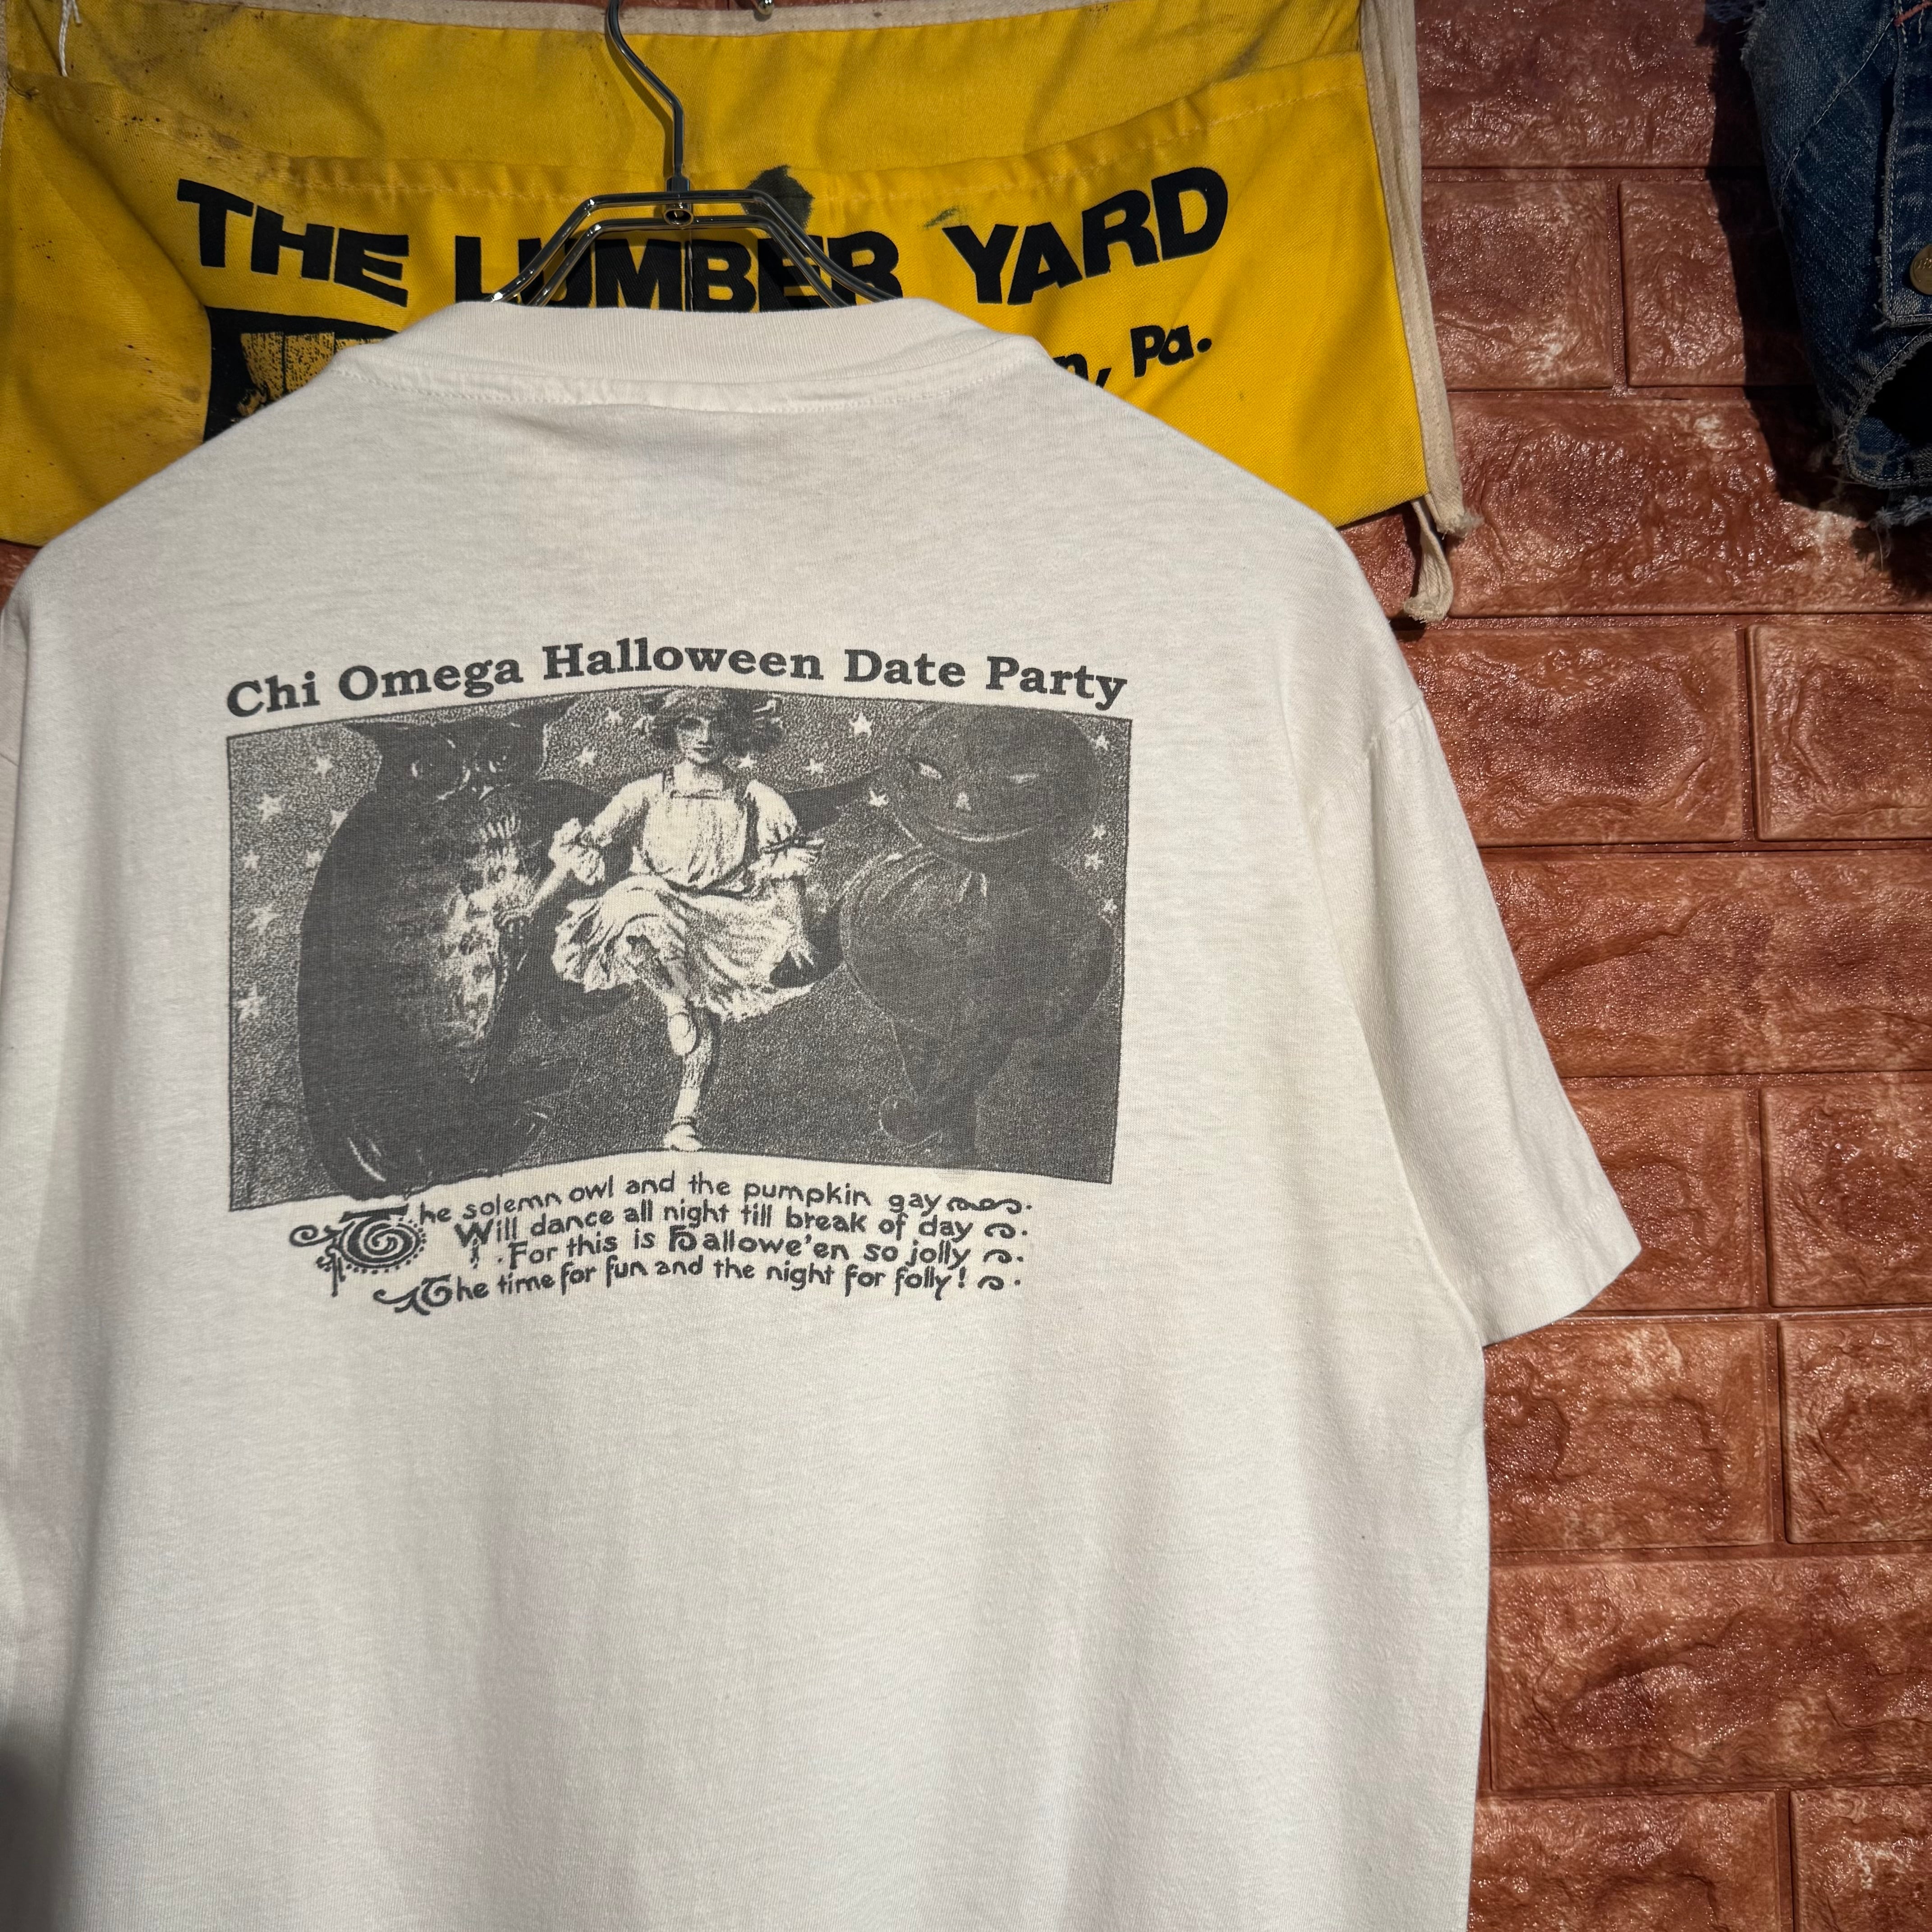 THE LUMBER YARD
Pa.
Chi Omega Halloween Date Party
The solemn owl and the pumpkin gay
Will dance all night till break of day
For this is Hallowe'en so jolly
The time for fun and the night for folly!